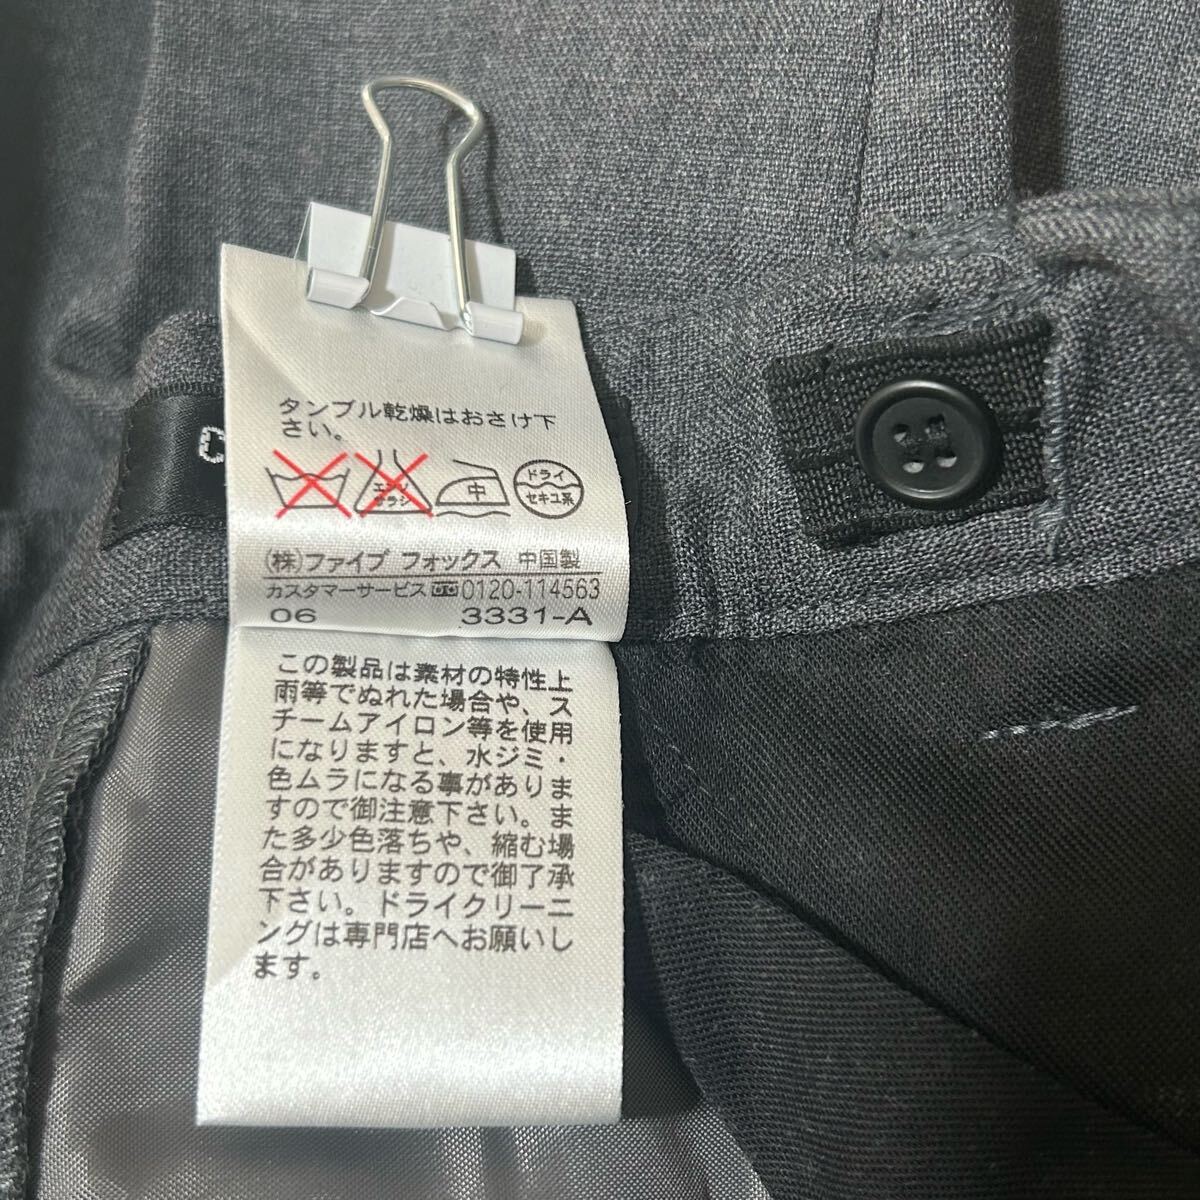 タンブル乾燥はおさけ下
さい。
エンソ
サラシ
中
ドライ
セキユ系
C
(株)ファイブ フォックス 中国製
カスタマーサービス 0120-114563
06 3331-A
この製品は素材の特性上
雨等でぬれた場合や、ス
チームアイロン等を使用
になりますと、水ジミ・
色ムラになる事がありま
すので御注意下さい。ま
た多少色落ちや、縮む場
合がありますので御了承
下さい。ドライクリーニ
ングは専門店へお願いし
ます。